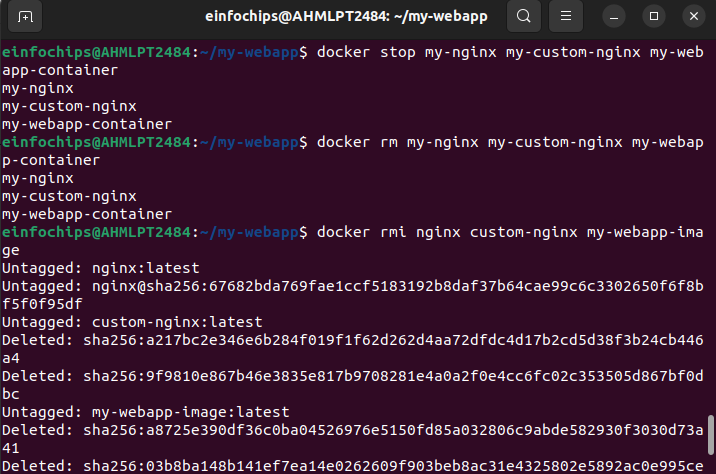 einfochips@AHMLPT2484: ~/my-webapp
einfochips@AHMLPT2484:~/my-webapp$ docker stop my-nginx my-custom-nginx my-web
app-container
my-nginx
my-custom-nginx
my-webapp-container
einfochips@AHMLPT2484:~/my-webapp$ docker rm my-nginx my-custom-nginx my-webap
p-container
my-nginx
my-custom-nginx
my-webapp-container
einfochips@AHMLPT2484:~/my-webapp$ docker rmi nginx custom-nginx my-webapp-ima
ge
Untagged: nginx:latest
Untagged: nginx@sha256:67682bda769fae1ccf5183192b8daf37b64cae99c6c3302650f6f8b
f5f0f95df
Untagged: custom-nginx:latest
Deleted: sha256:a217bc2e346e6b284f019f1f62d262d4aa72dfdc4d17b2cd5d38f3b24cb446
a4
Deleted: sha256:9f9810e867b46e3835e817b9708281e4a0a2f0e4cc6fc02c353505d867bf0d
bc
Untagged: my-webapp-image:latest
Deleted: sha256:a8725e390df36c0ba04526976e5150fd85a032806c9abde582930f3030d73a
41
Deleted: sha256:03b8ba148b141ef7ea14e0262609f903beb8ac31e4325802e5892ac0e995ce